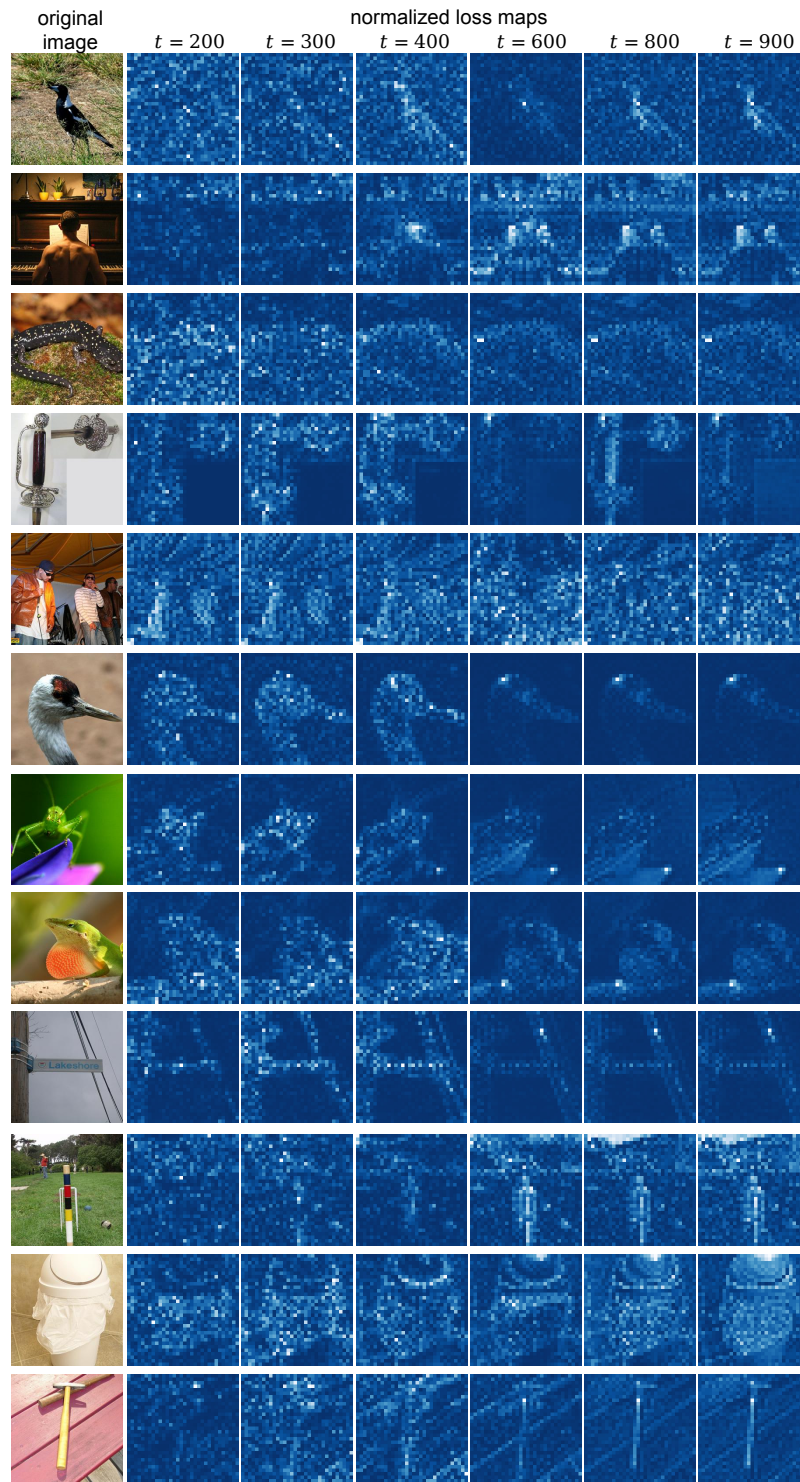 original image
normalized loss maps
t = 200
t = 300
t = 400
t = 600
t = 800
t = 900
Lakeshore